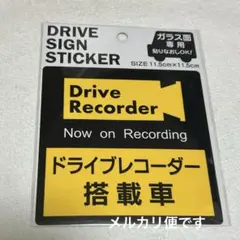 DRIVE
SIGN
STICKER
ガラス面
専用
貼りなおしOK!
SIZE 11.5cm×11.5cm
Drive
Recorder
Now on Recording
ドライブレコーダー
搭載車
メルカリ便です